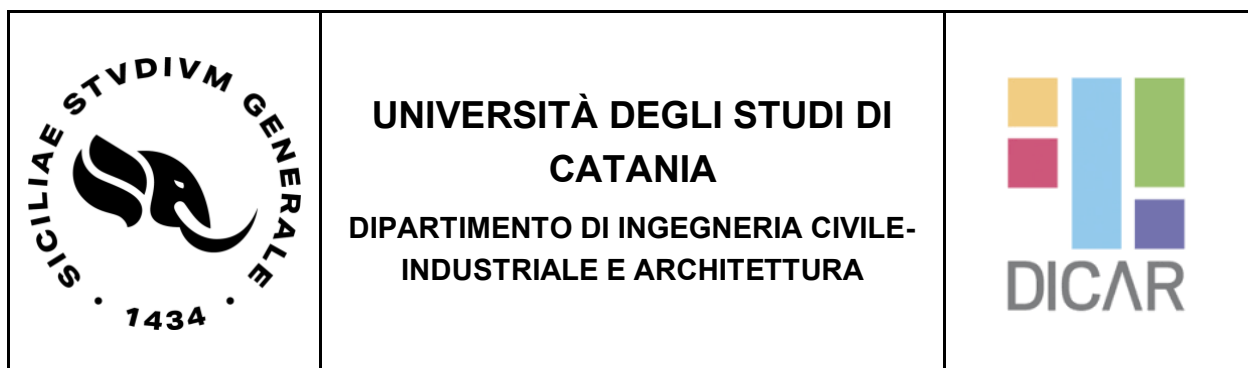 SICILIAE STVDIVM GENERALE
· 1434 ·
UNIVERSITÀ DEGLI STUDI DI
CATANIA
DIPARTIMENTO DI INGEGNERIA CIVILE-
INDUSTRIALE E ARCHITETTURA
DICΛR